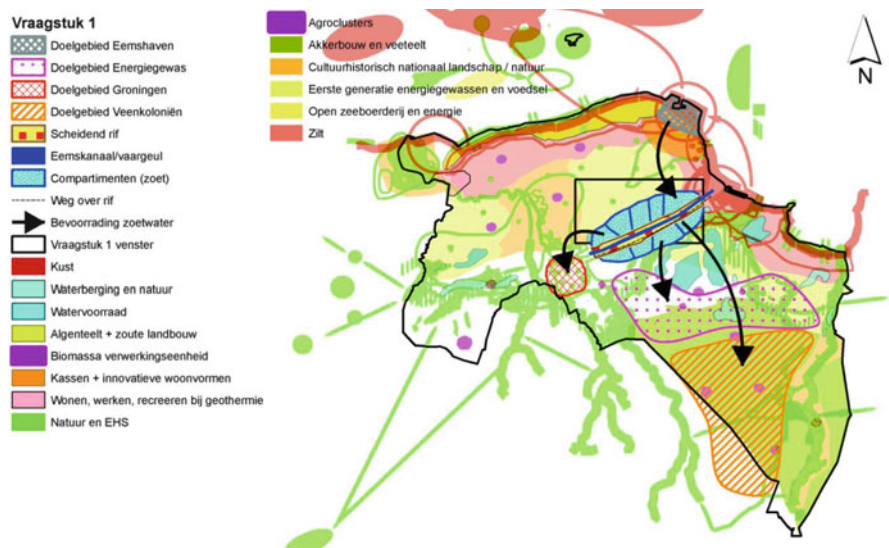 Vraagstuk 1
Doelgebied Eemshaven
Doelgebied Energiegewas
Doelgebied Groningen
Doelgebied Veenkoloniën
Scheidend rif
Eemskanaal/vaargeul
Compartimenten (zoet)
Weg over rif
Bevoorrading zoetwater
Vraagstuk 1 venster
Kust
Waterberging en natuur
Watervoorraad
Algenteelt + zoute landbouw
Biomassa verwerkingseenheid
Kassen + innovatieve woonvormen
Wonen, werken, recreëren bij geothermie
Natuur en EHS
Agroclusters
Akkerbouw en veeteelt
Cultuurhistorisch nationaal landschap / natuur
Eerste generatie energiegewassen en voedsel
Open zeeboerderij en energie
Zilt
N